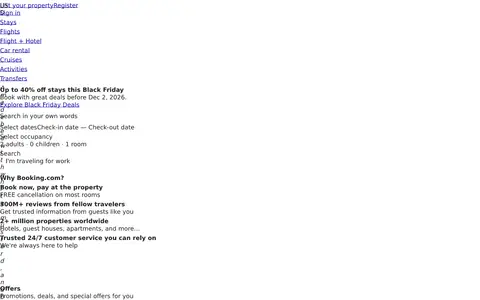 List your property Register
Sign in
Stays
Flights
Flight + Hotel
Car rental
Cruises
Activities
Transfers
Up to 40% off stays this Black Friday
Book with great deals before Dec 2, 2026.
Explore Black Friday Deals
Search in your own words
Select dates Check-in date — Check-out date
Select occupancy
2 adults · 0 children · 1 room
Search
I'm traveling for work
Why Booking.com?
Book now, pay at the property
FREE cancellation on most rooms
300M+ reviews from fellow travelers
Get trusted information from guests like you
2+ million properties worldwide
Hotels, guest houses, apartments, and more…
Trusted 24/7 customer service you can rely on
We're always here to help
Offers
Promotions, deals, and special offers for you